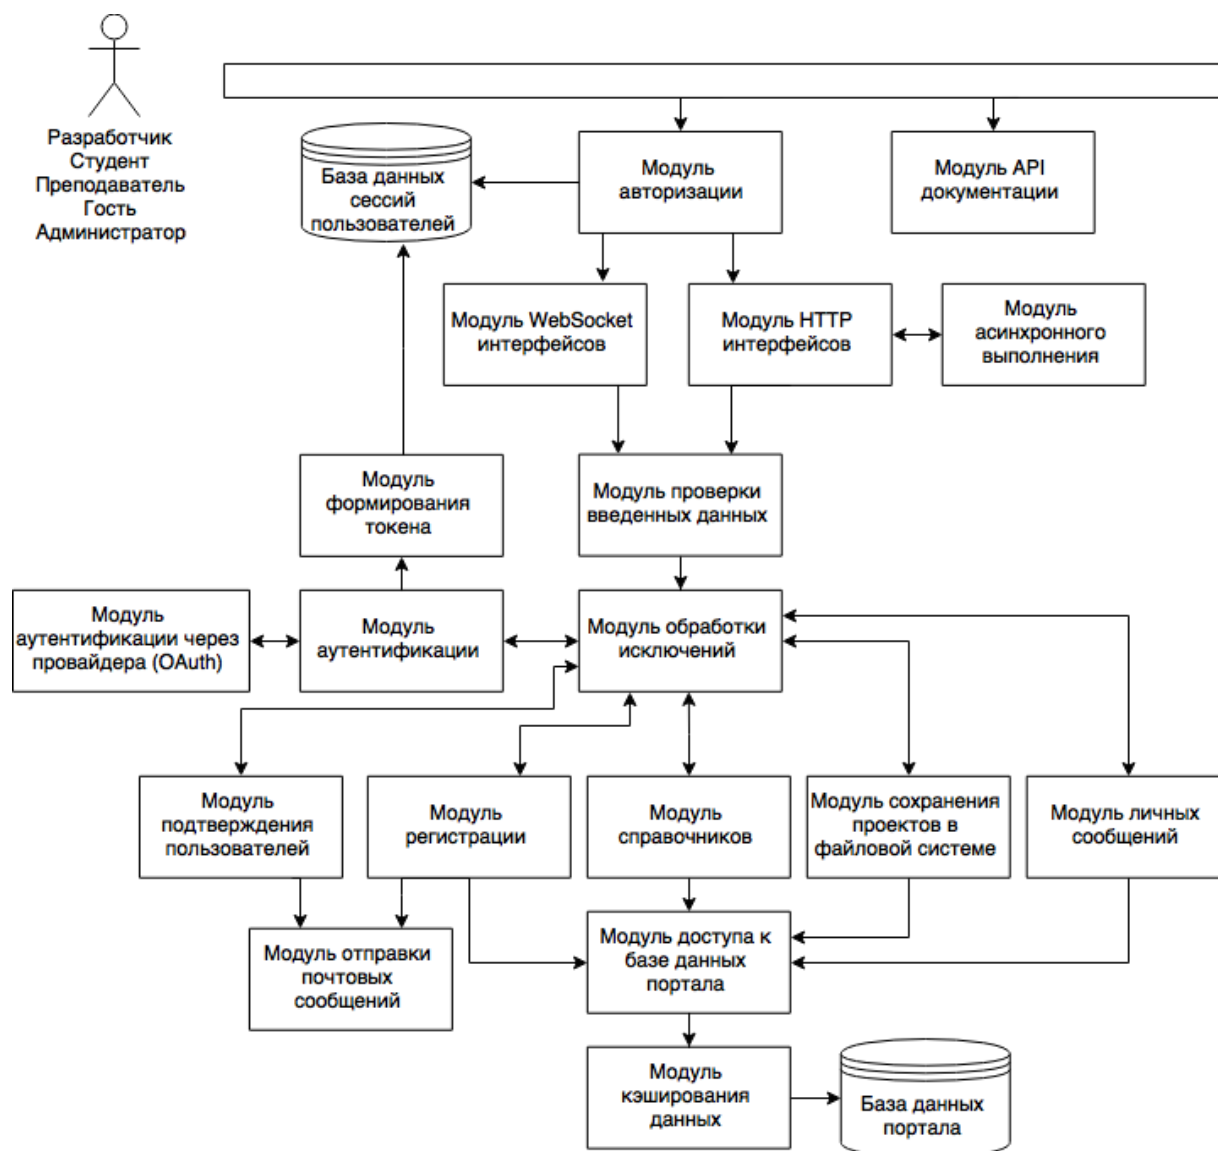 Разработчик
Студент
Преподаватель
Гость
Администратор
База данных
сессий
пользователей
Модуль
авторизации
Модуль API
документации
Модуль WebSocket
интерфейсов
Модуль HTTP
интерфейсов
Модуль
асинхронного
выполнения
Модуль
формирования
токена
Модуль проверки
введенных данных
Модуль
аутентификации через
провайдера (OAuth)
Модуль
аутентификации
Модуль обработки
исключений
Модуль
подтверждения
пользователей
Модуль
регистрации
Модуль
справочников
Модуль сохранения
проектов в
файловой системе
Модуль личных
сообщений
Модуль отправки
почтовых
сообщений
Модуль доступа к
базе данных
портала
Модуль
кэширования
данных
База данных
портала